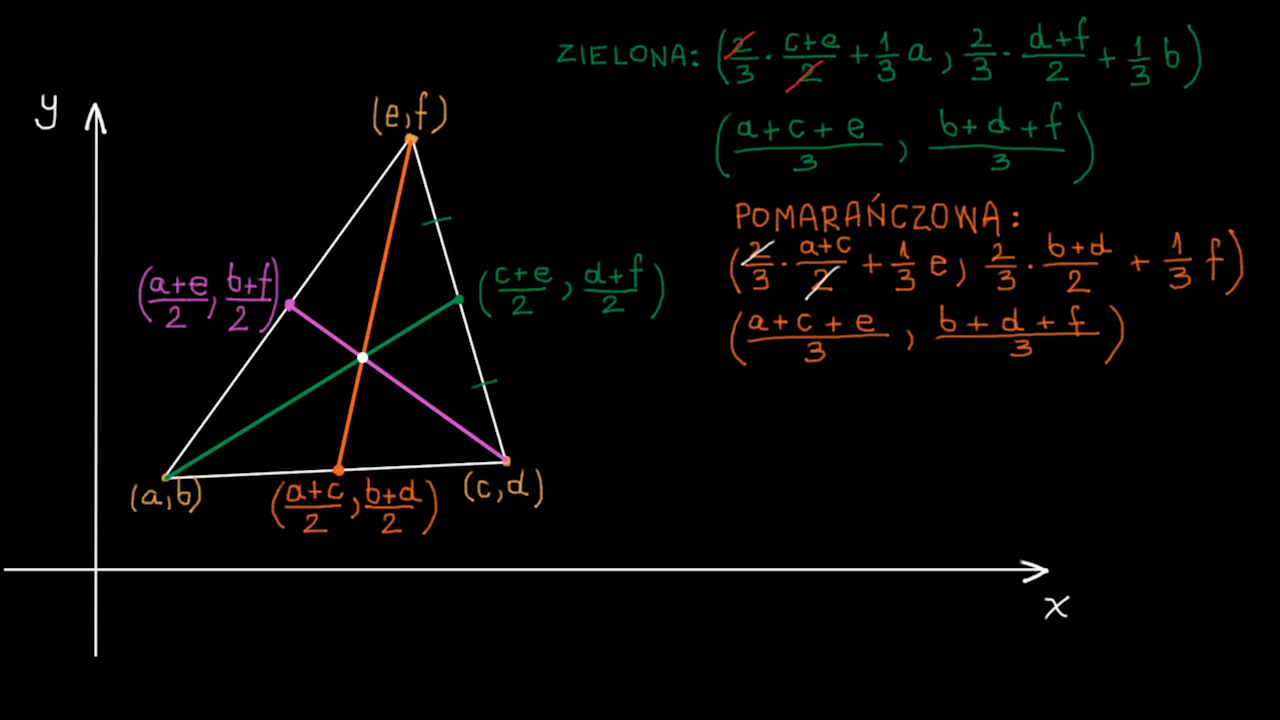 ZIELONA: (2/3 · (c+e)/2 + 1/3 a, 2/3 · (d+f)/2 + 1/3 b)
((a+c+e)/3, (b+d+f)/3)
POMARAŃCZOWA:
(2/3 · (a+c)/2 + 1/3 e, 2/3 · (b+d)/2 + 1/3 f)
((a+c+e)/3, (b+d+f)/3)
y
(e,f)
((a+e)/2, (b+f)/2)
((c+e)/2, (d+f)/2)
(a,b)
((a+c)/2, (b+d)/2)
(c,d)
x